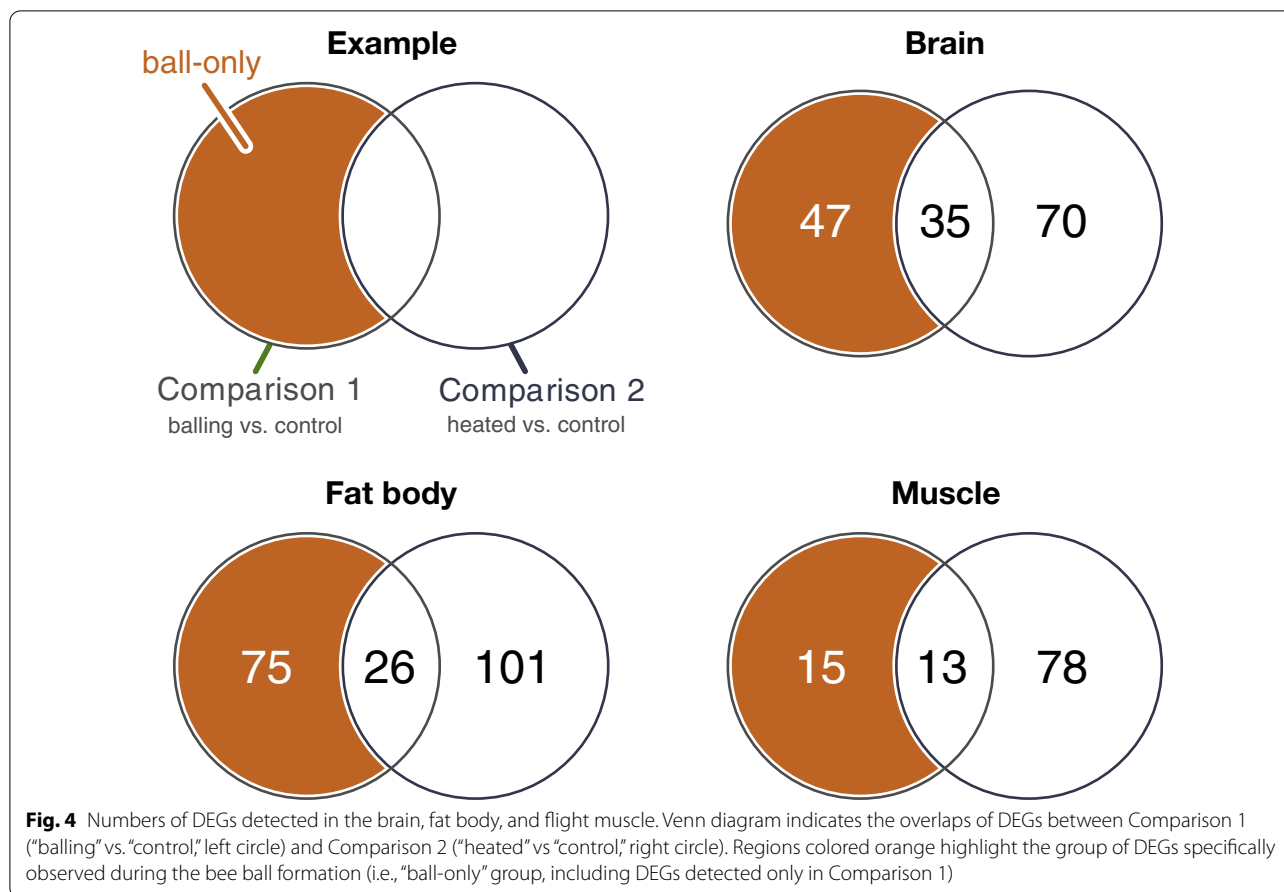 Example
Brain
ball-only
47
35
70
Comparison 1
balling vs. control
Comparison 2
heated vs. control
Fat body
Muscle
75
26
101
15
13
78
Fig. 4 Numbers of DEGs detected in the brain, fat body, and flight muscle. Venn diagram indicates the overlaps of DEGs between Comparison 1
(“balling” vs. “control,” left circle) and Comparison 2 (“heated” vs “control,” right circle). Regions colored orange highlight the group of DEGs specifically
observed during the bee ball formation (i.e., “ball-only” group, including DEGs detected only in Comparison 1)